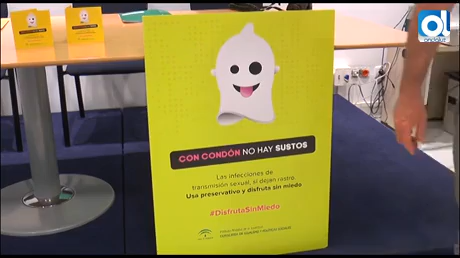 CON CONDÓN NO HAY SUSTOS
Las infecciones de
transmisión sexual, sí dejan rastro.
Usa preservativo y disfruta sin miedo
#DisfrutaSinMiedo